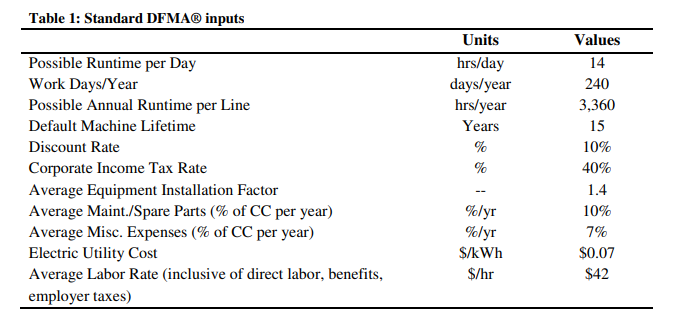 Table 1: Standard DFMA® inputs
Units Values
Possible Runtime per Day hrs/day 14
Work Days/Year days/year 240
Possible Annual Runtime per Line hrs/year 3,360
Default Machine Lifetime Years 15
Discount Rate % 10%
Corporate Income Tax Rate % 40%
Average Equipment Installation Factor -- 1.4
Average Maint./Spare Parts (% of CC per year) %/yr 10%
Average Misc. Expenses (% of CC per year) %/yr 7%
Electric Utility Cost $/kWh $0.07
Average Labor Rate (inclusive of direct labor, benefits, $/hr $42
employer taxes)